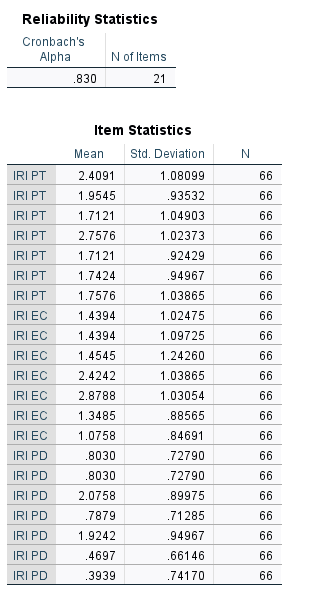 Reliability Statistics
Cronbach's
Alpha N of Items
.830 21
Item Statistics
Mean Std. Deviation N
IRI PT 2.4091 1.08099 66
IRI PT 1.9545 .93532 66
IRI PT 1.7121 1.04903 66
IRI PT 2.7576 1.02373 66
IRI PT 1.7121 .92429 66
IRI PT 1.7424 .94967 66
IRI PT 1.7576 1.03865 66
IRI EC 1.4394 1.02475 66
IRI EC 1.4394 1.09725 66
IRI EC 1.4545 1.24260 66
IRI EC 2.4242 1.03865 66
IRI EC 2.8788 1.03054 66
IRI EC 1.3485 .88565 66
IRI EC 1.0758 .84691 66
IRI PD .8030 .72790 66
IRI PD .8030 .72790 66
IRI PD 2.0758 .89975 66
IRI PD .7879 .71285 66
IRI PD 1.9242 .94967 66
IRI PD .4697 .66146 66
IRI PD .3939 .74170 66